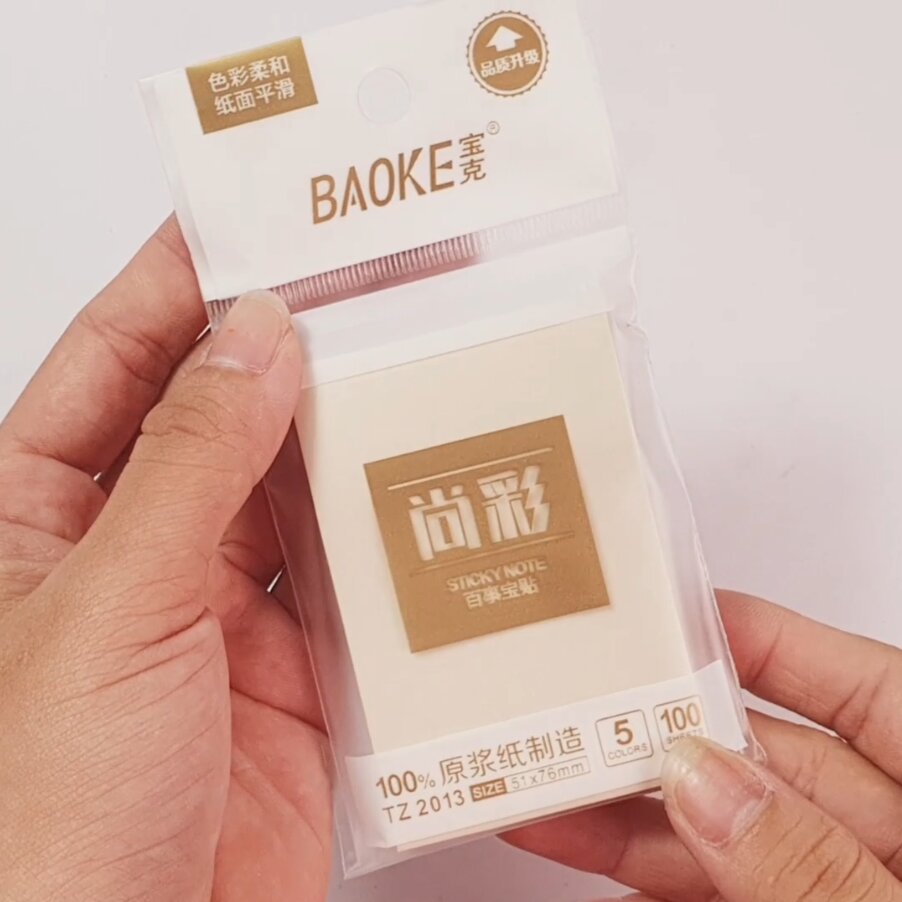 色彩柔和
纸面平滑
品质升级
BAOKE宝克®
尚彩
STICKY NOTE
百事宝贴
100%原浆纸制造
TZ 2013 SIZE 51x76mm
5
COLORS
100
SHEETS